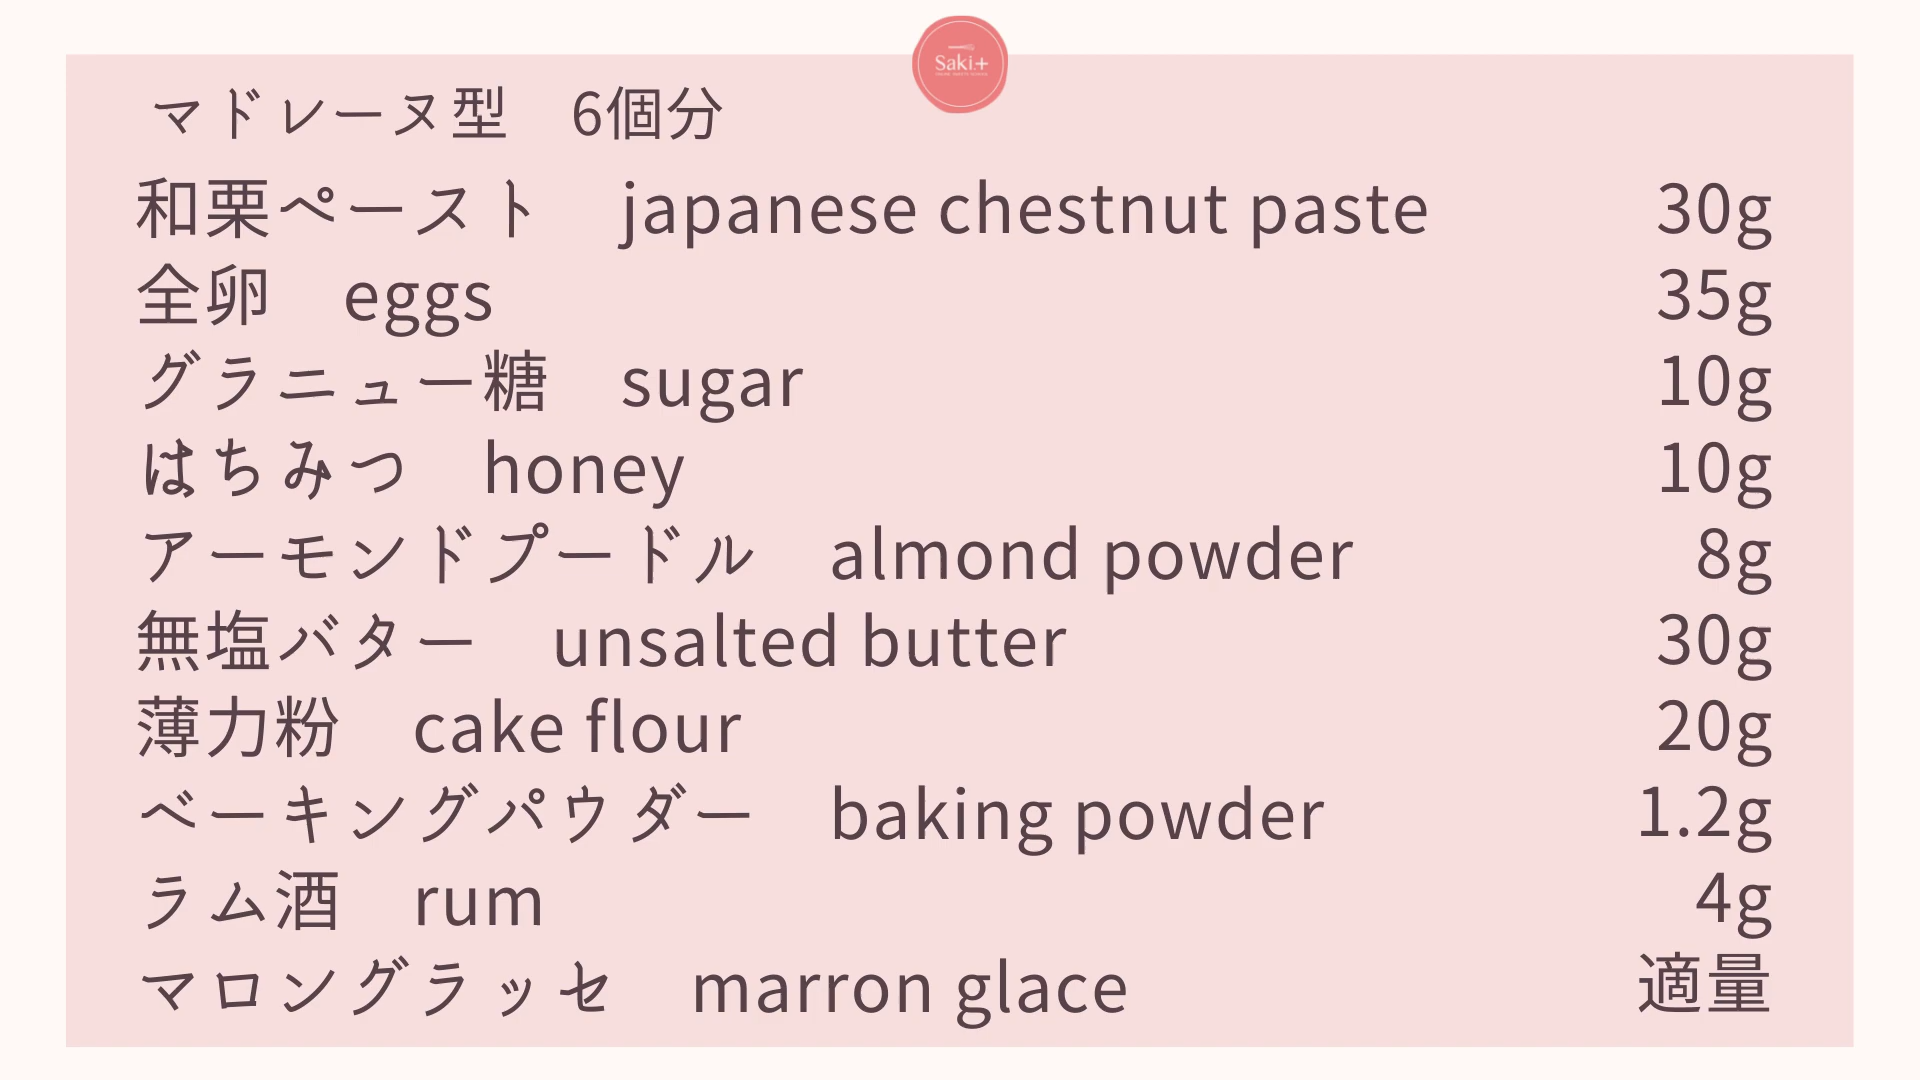 Saki.+
マドレーヌ型　6個分
和栗ペースト　japanese chestnut paste 30g
全卵　eggs 35g
グラニュー糖　sugar 10g
はちみつ　honey 10g
アーモンドプードル　almond powder 8g
無塩バター　unsalted butter 30g
薄力粉　cake flour 20g
ベーキングパウダー　baking powder 1.2g
ラム酒　rum 4g
マロングラッセ　marron glace 適量